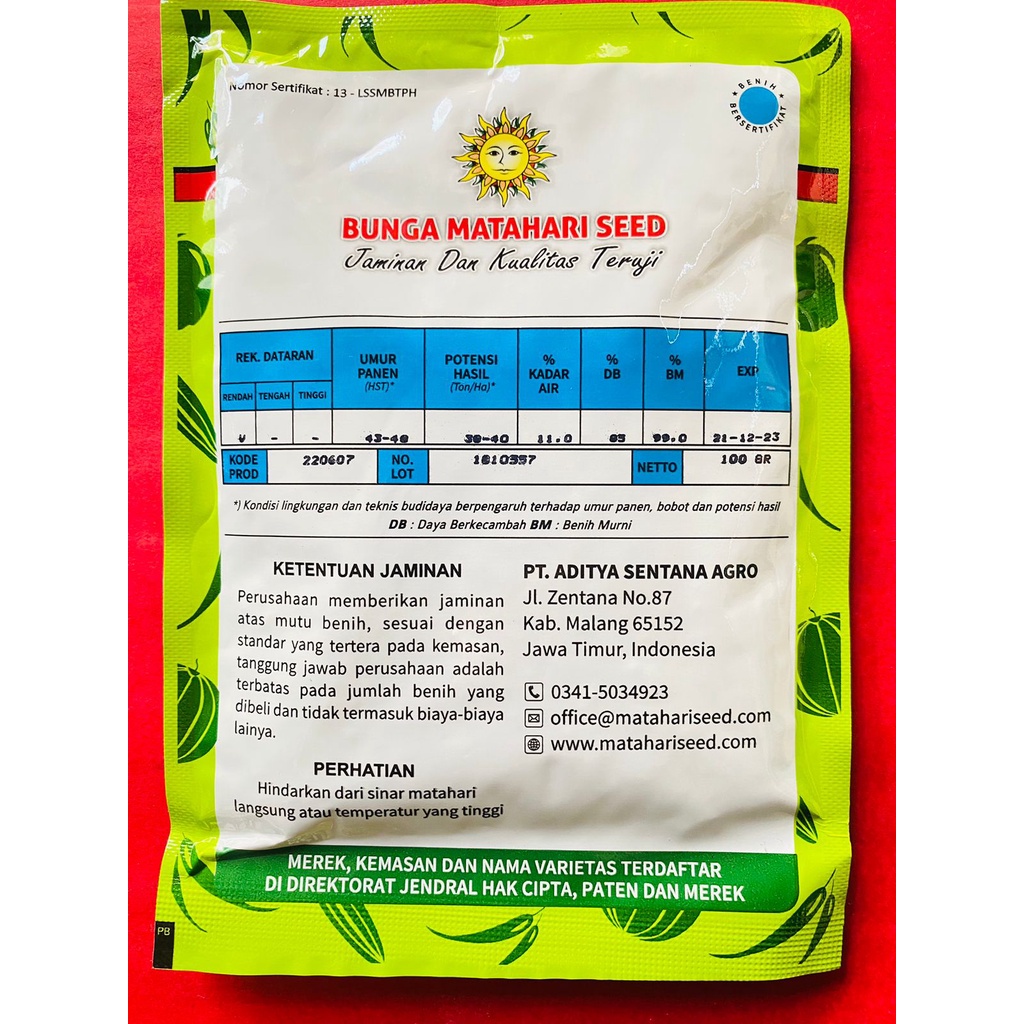 Nomor Sertifikat : 13 - LSSMBTPH
BENIH BERSERTIFIKAT
BUNGA MATAHARI SEED
Jaminan Dan Kualitas Teruji
REK. DATARAN
UMUR PANEN (HST)*
POTENSI HASIL (Ton/Ha)*
% KADAR AIR
% DB
% BM
EXP
RENDAH TENGAH TINGGI
V - - 43-48 38-40 11.0 85 99.0 21-12-23
KODE PROD 220607 NO. LOT 1810357 NETTO 100 GR
*) Kondisi lingkungan dan teknis budidaya berpengaruh terhadap umur panen, bobot dan potensi hasil
DB : Daya Berkecambah BM : Benih Murni
KETENTUAN JAMINAN
Perusahaan memberikan jaminan
atas mutu benih, sesuai dengan
standar yang tertera pada kemasan,
tanggung jawab perusahaan adalah
terbatas pada jumlah benih yang
dibeli dan tidak termasuk biaya-biaya
lainya.
PERHATIAN
Hindarkan dari sinar matahari
langsung atau temperatur yang tinggi
PT. ADITYA SENTANA AGRO
Jl. Zentana No.87
Kab. Malang 65152
Jawa Timur, Indonesia
0341-5034923
office@matahariseed.com
www.matahariseed.com
MEREK, KEMASAN DAN NAMA VARIETAS TERDAFTAR
DI DIREKTORAT JENDRAL HAK CIPTA, PATEN DAN MEREK
PB